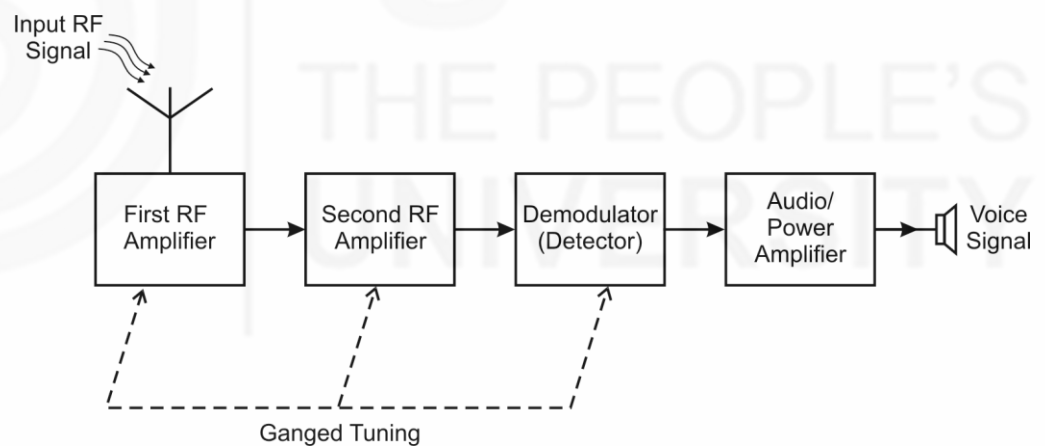 Input RF
Signal
THE PEOPLE'S
UNIVERSITY
First RF
Amplifier
Second RF
Amplifier
Demodulator
(Detector)
Audio/
Power
Amplifier
Voice
Signal
Ganged Tuning